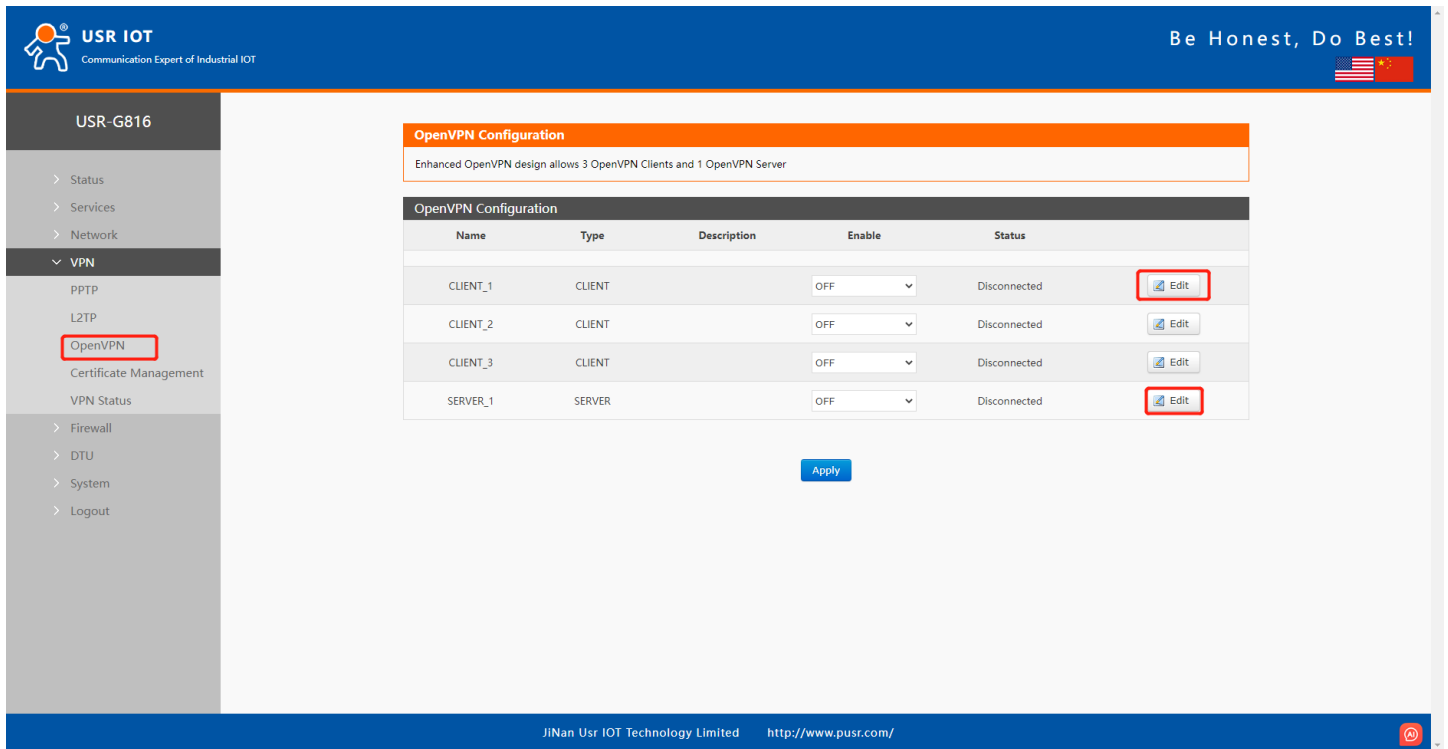 USR IOT
Communication Expert of Industrial IOT
Be Honest, Do Best!
USR-G816
Status
Services
Network
VPN
PPTP
L2TP
OpenVPN
Certificate Management
VPN Status
Firewall
DTU
System
Logout
OpenVPN Configuration
Enhanced OpenVPN design allows 3 OpenVPN Clients and 1 OpenVPN Server
OpenVPN Configuration
Name Type Description Enable Status
CLIENT_1 CLIENT OFF Disconnected Edit
CLIENT_2 CLIENT OFF Disconnected Edit
CLIENT_3 CLIENT OFF Disconnected Edit
SERVER_1 SERVER OFF Disconnected Edit
Apply
JiNan Usr IOT Technology Limited http://www.pusr.com/
AI